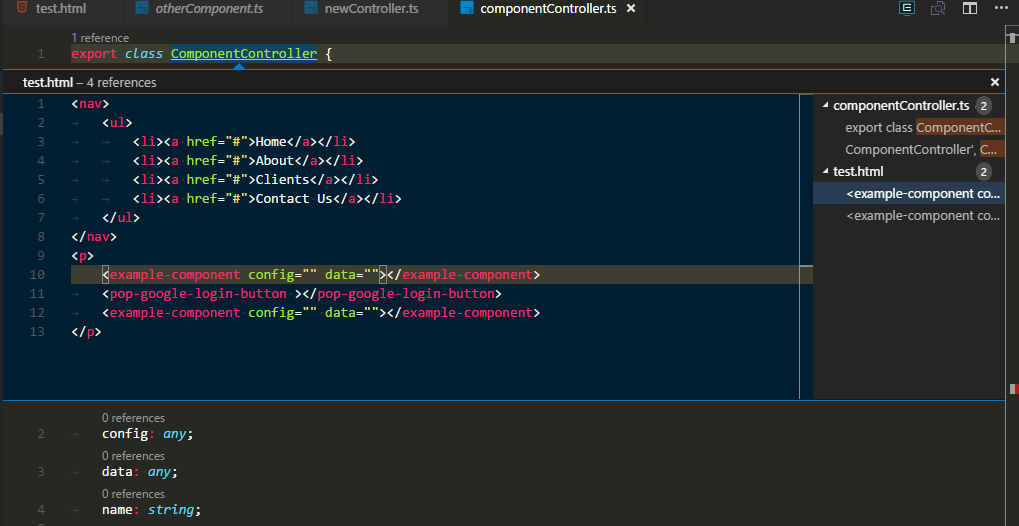 test.html otherComponent.ts newController.ts componentController.ts ×
1 reference
1 export class ComponentController {
test.html – 4 references ×
1 <nav>
2 <ul>
3 <li><a href="#">Home</a></li>
4 <li><a href="#">About</a></li>
5 <li><a href="#">Clients</a></li>
6 <li><a href="#">Contact Us</a></li>
7 </ul>
8 </nav>
9 <p>
10 <example-component config="" data=""></example-component>
11 <pop-google-login-button ></pop-google-login-button>
12 <example-component config="" data=""></example-component>
13 </p>
componentController.ts 2
export class ComponentC...
ComponentController', C...
test.html 2
<example-component co...
<example-component co...
0 references
2 config: any;
0 references
3 data: any;
0 references
4 name: string;